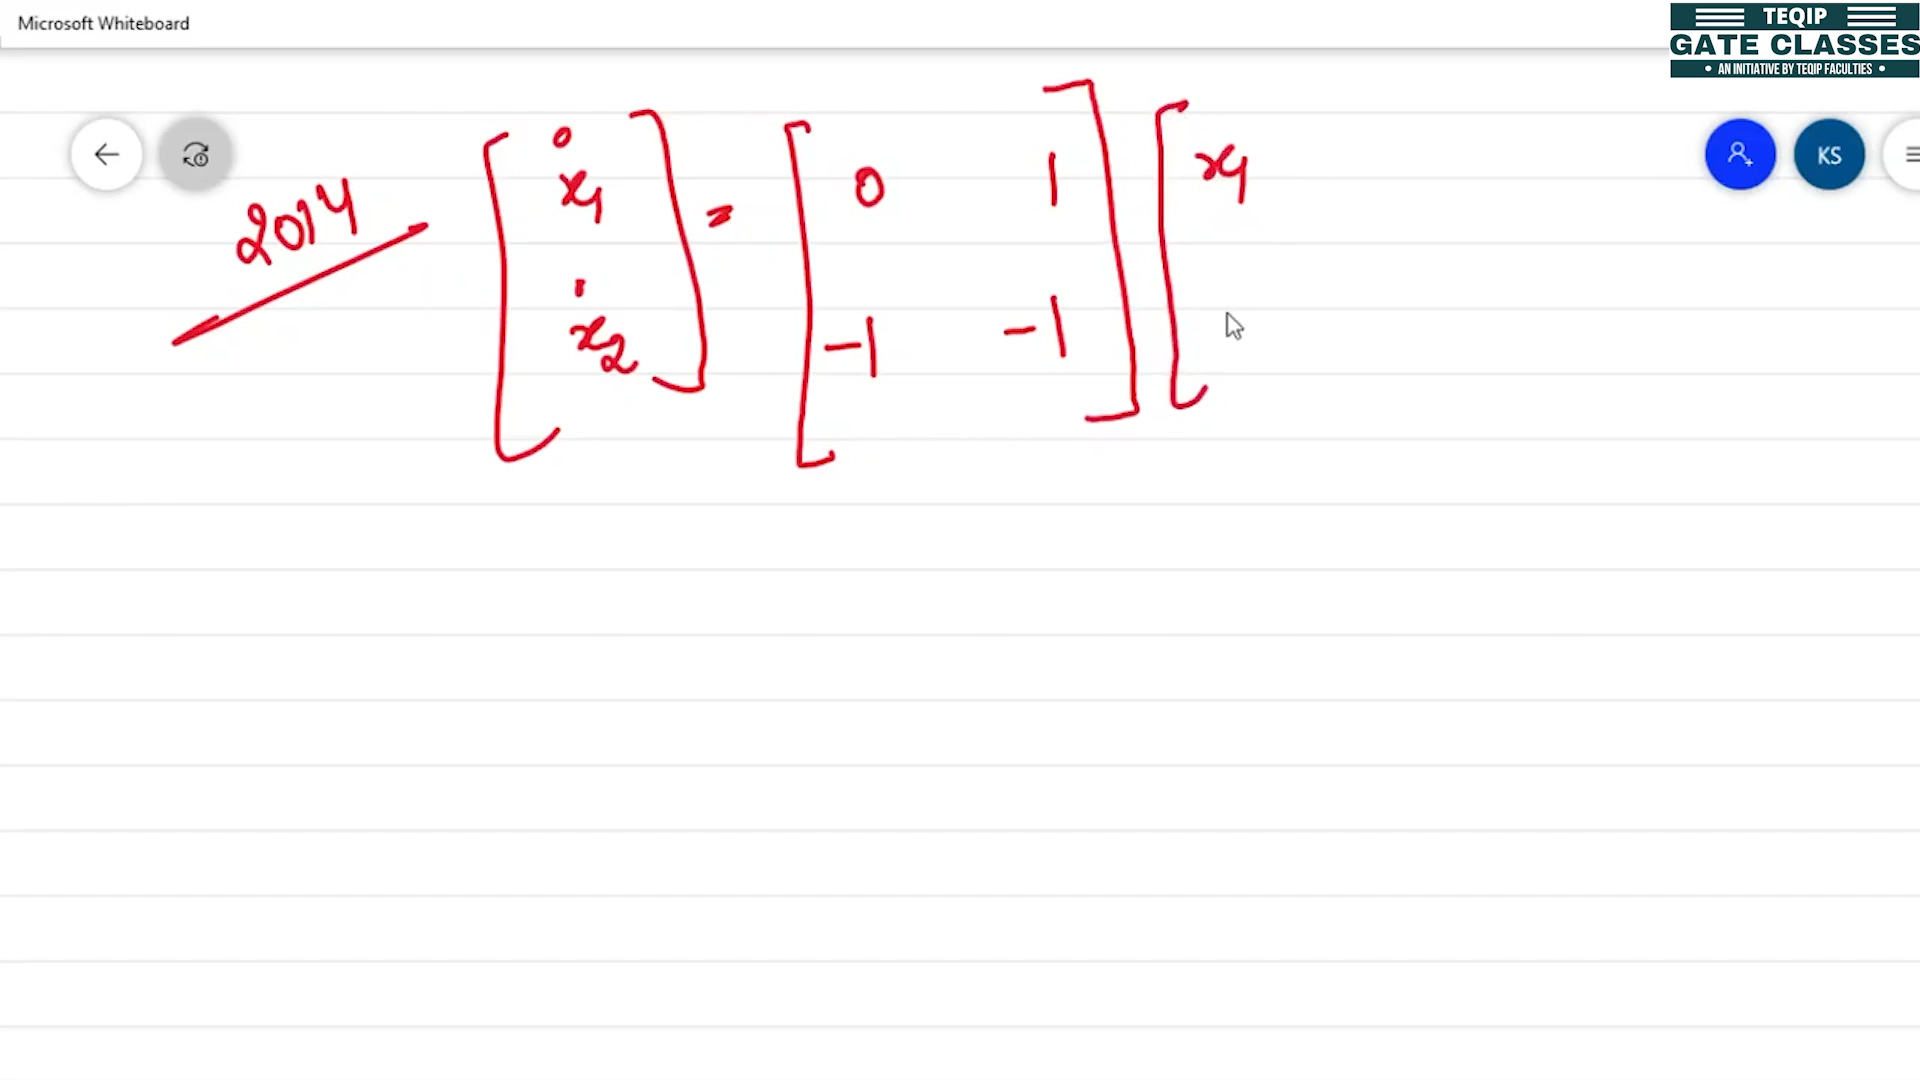 Microsoft Whiteboard
TEQIP
GATE CLASSES
• AN INITIATIVE BY TEQIP FACULTIES •
KS
2014
[ẋ1 ẋ2] = [0 1 -1 -1] [x1